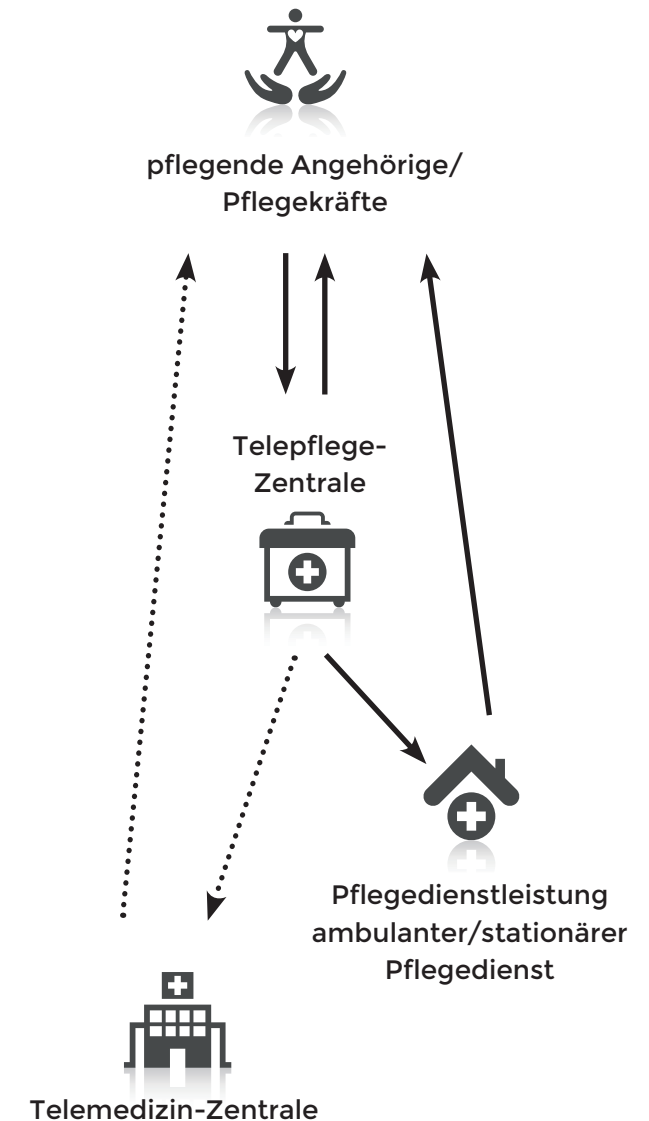 pflegende Angehörige/
Pflegekräfte
Telepflege-
Zentrale
Pflegedienstleistung
ambulanter/stationärer
Pflegedienst
Telemedizin-Zentrale